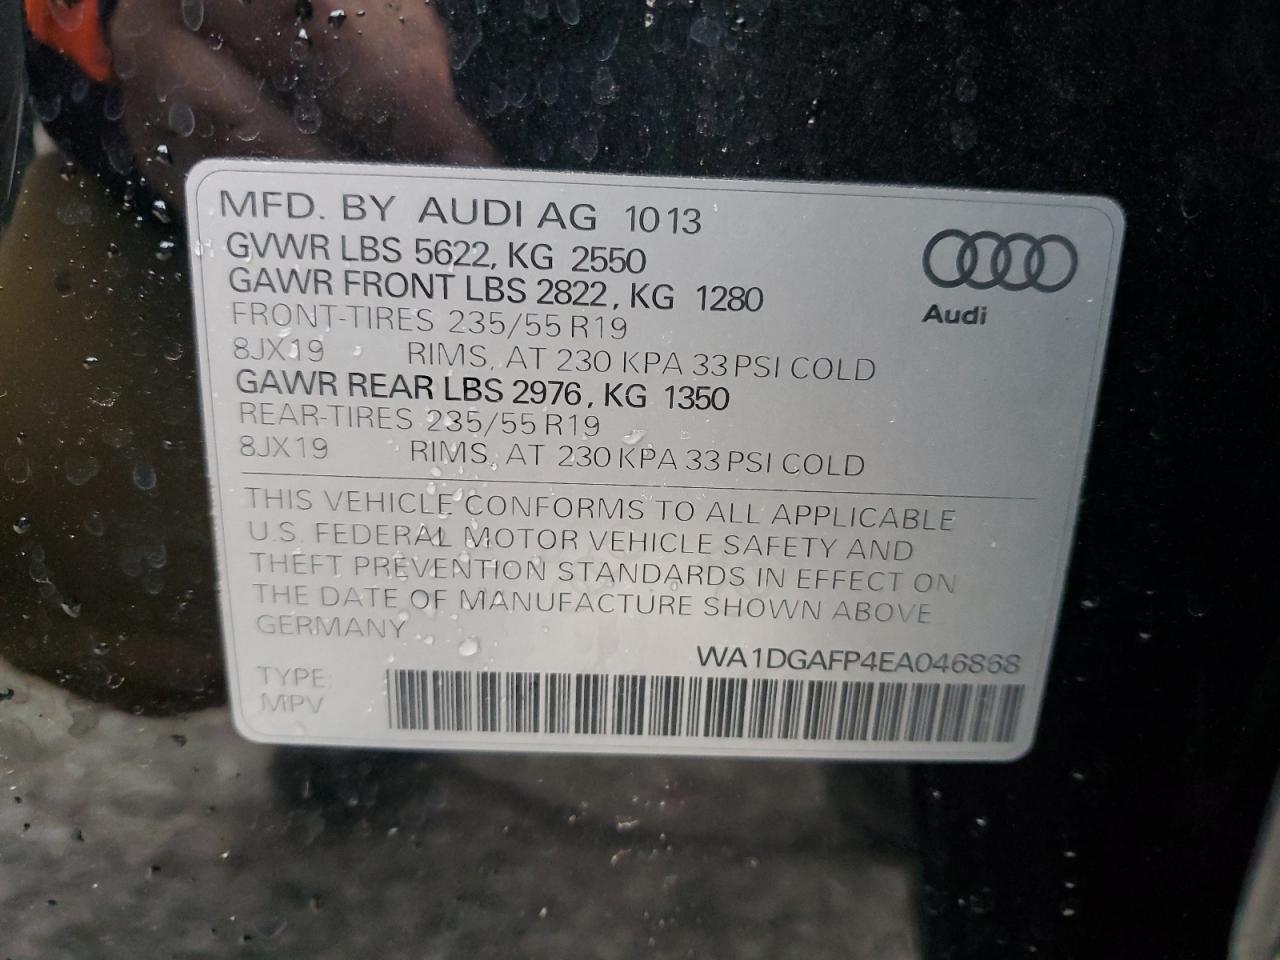 MFD. BY AUDI AG 1013
GVWR LBS 5622, KG 2550
GAWR FRONT LBS 2822, KG 1280
FRONT-TIRES 235/55 R19
8JX19 RIMS, AT 230 KPA 33 PSI COLD
GAWR REAR LBS 2976, KG 1350
REAR-TIRES 235/55 R19
8JX19 RIMS, AT 230 KPA 33 PSI COLD
Audi
THIS VEHICLE CONFORMS TO ALL APPLICABLE
U.S. FEDERAL MOTOR VEHICLE SAFETY AND
THEFT PREVENTION STANDARDS IN EFFECT ON
THE DATE OF MANUFACTURE SHOWN ABOVE
GERMANY
WA1DGAFP4EA046868
TYPE:
MPV